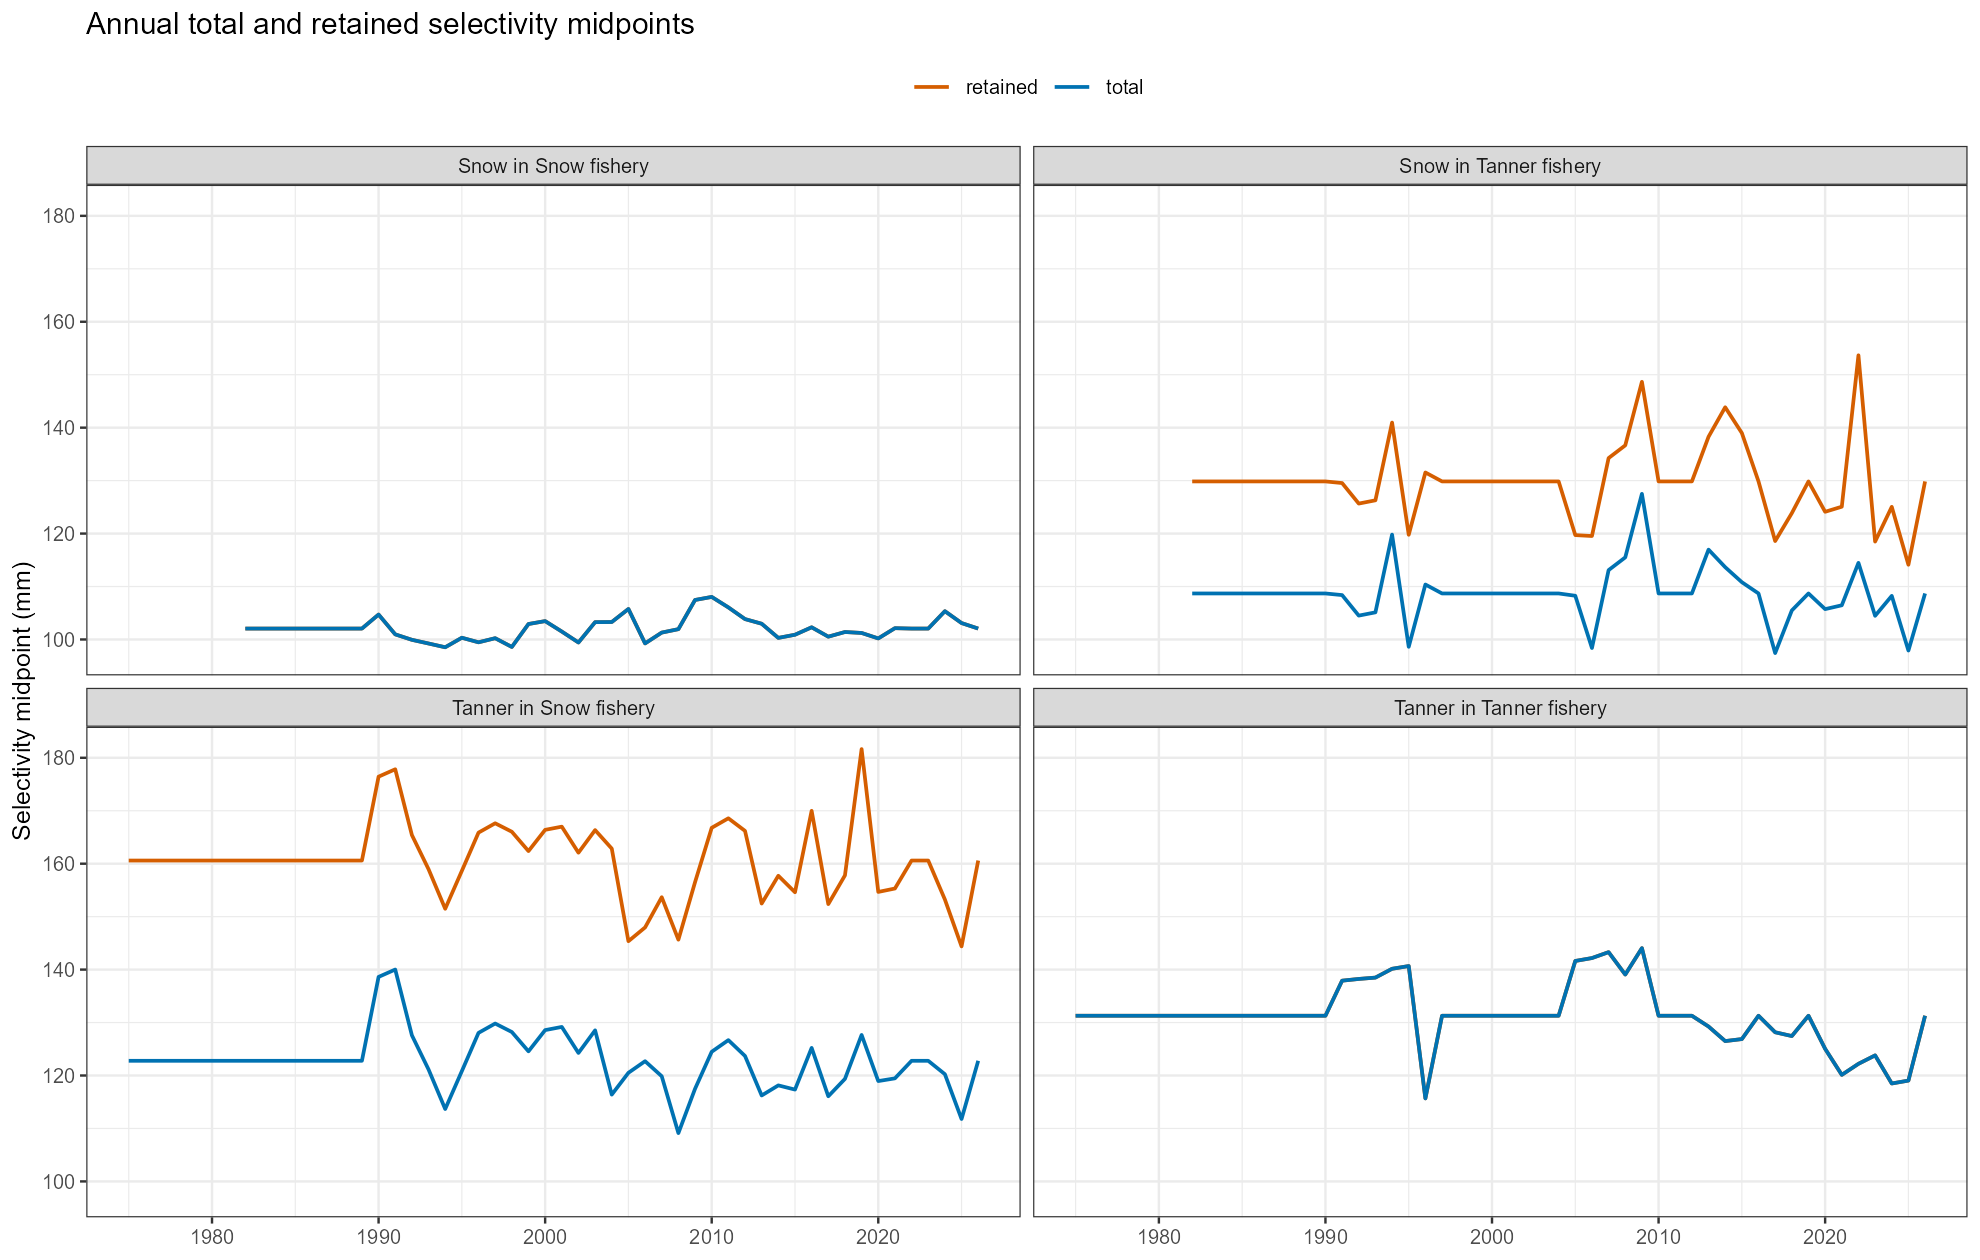 Annual total and retained selectivity midpoints
retained total
Snow in Snow fishery
Snow in Tanner fishery
180
160
140
120
100
Selectivity midpoint (mm)
Tanner in Snow fishery
Tanner in Tanner fishery
180
160
140
120
100
1980 1990 2000 2010 2020
1980 1990 2000 2010 2020